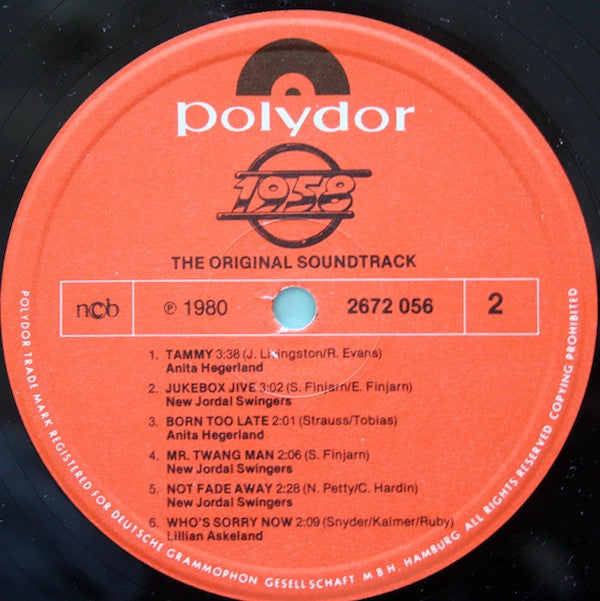 polydor
1958
THE ORIGINAL SOUNDTRACK
ncb ℗ 1980 2672 056 2
1. TAMMY 3:38 (J. Livingston/R. Evans)
Anita Hegerland
2. JUKEBOX JIVE 3:02 (S. Finjarn/E. Finjarn)
New Jordal Swingers
3. BORN TOO LATE 2:01 (Strauss/Tobias)
Anita Hegerland
4. MR. TWANG MAN 2:06 (S. Finjarn)
New Jordal Swingers
5. NOT FADE AWAY 2:28 (N. Petty/C. Hardin)
New Jordal Swingers
6. WHO'S SORRY NOW 2:09 (Snyder/Kalmer/Ruby)
Lillian Askeland
POLYDOR TRADE MARK REGISTERED FOR DEUTSCHE GRAMMOPHON GESELLSCHAFT M.B.H. HAMBURG ALL RIGHTS RESERVED COPYING PROHIBITED